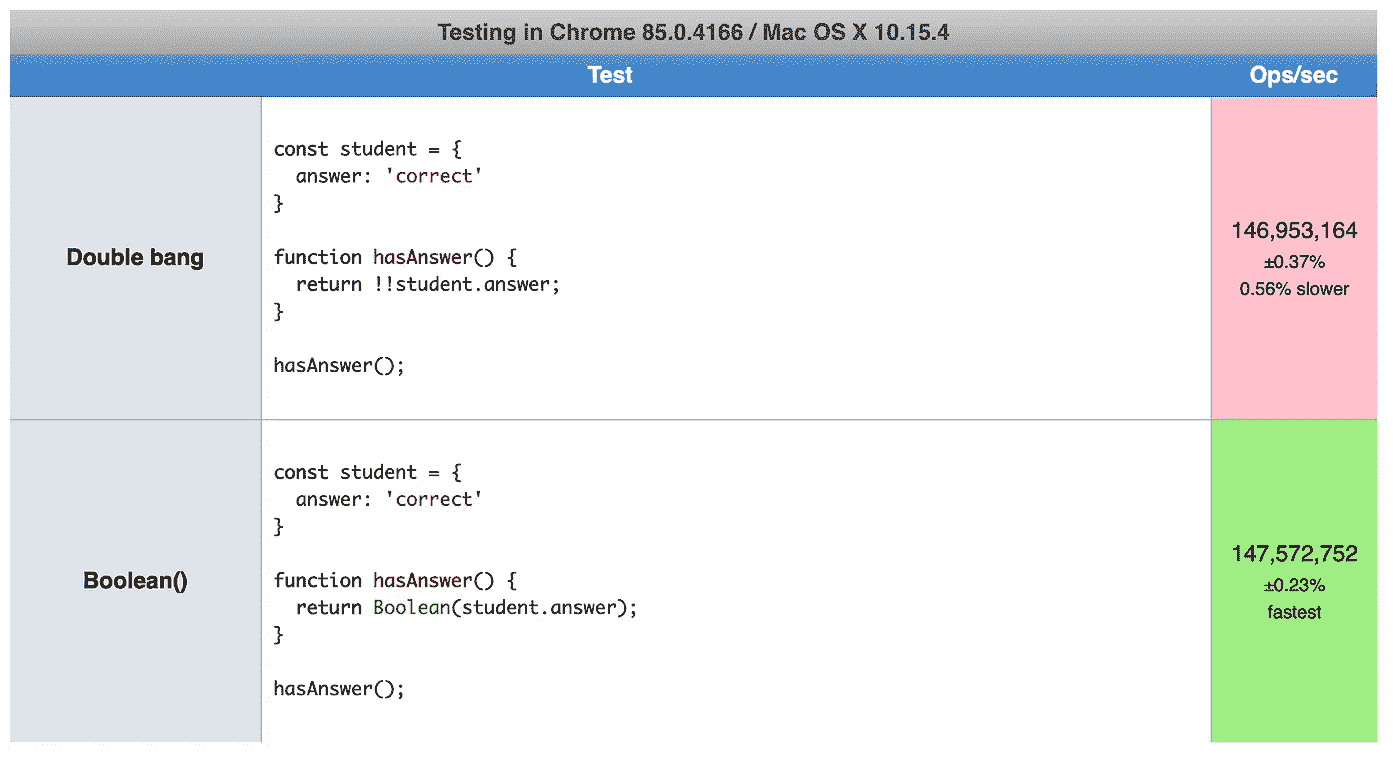 Testing in Chrome 85.0.4166 / Mac OS X 10.15.4
Test Ops/sec
Double bang
const student = {
  answer: 'correct'
}
function hasAnswer() {
  return !!student.answer;
}
hasAnswer();
146,953,164
±0.37%
0.56% slower
Boolean()
const student = {
  answer: 'correct'
}
function hasAnswer() {
  return Boolean(student.answer);
}
hasAnswer();
147,572,752
±0.23%
fastest